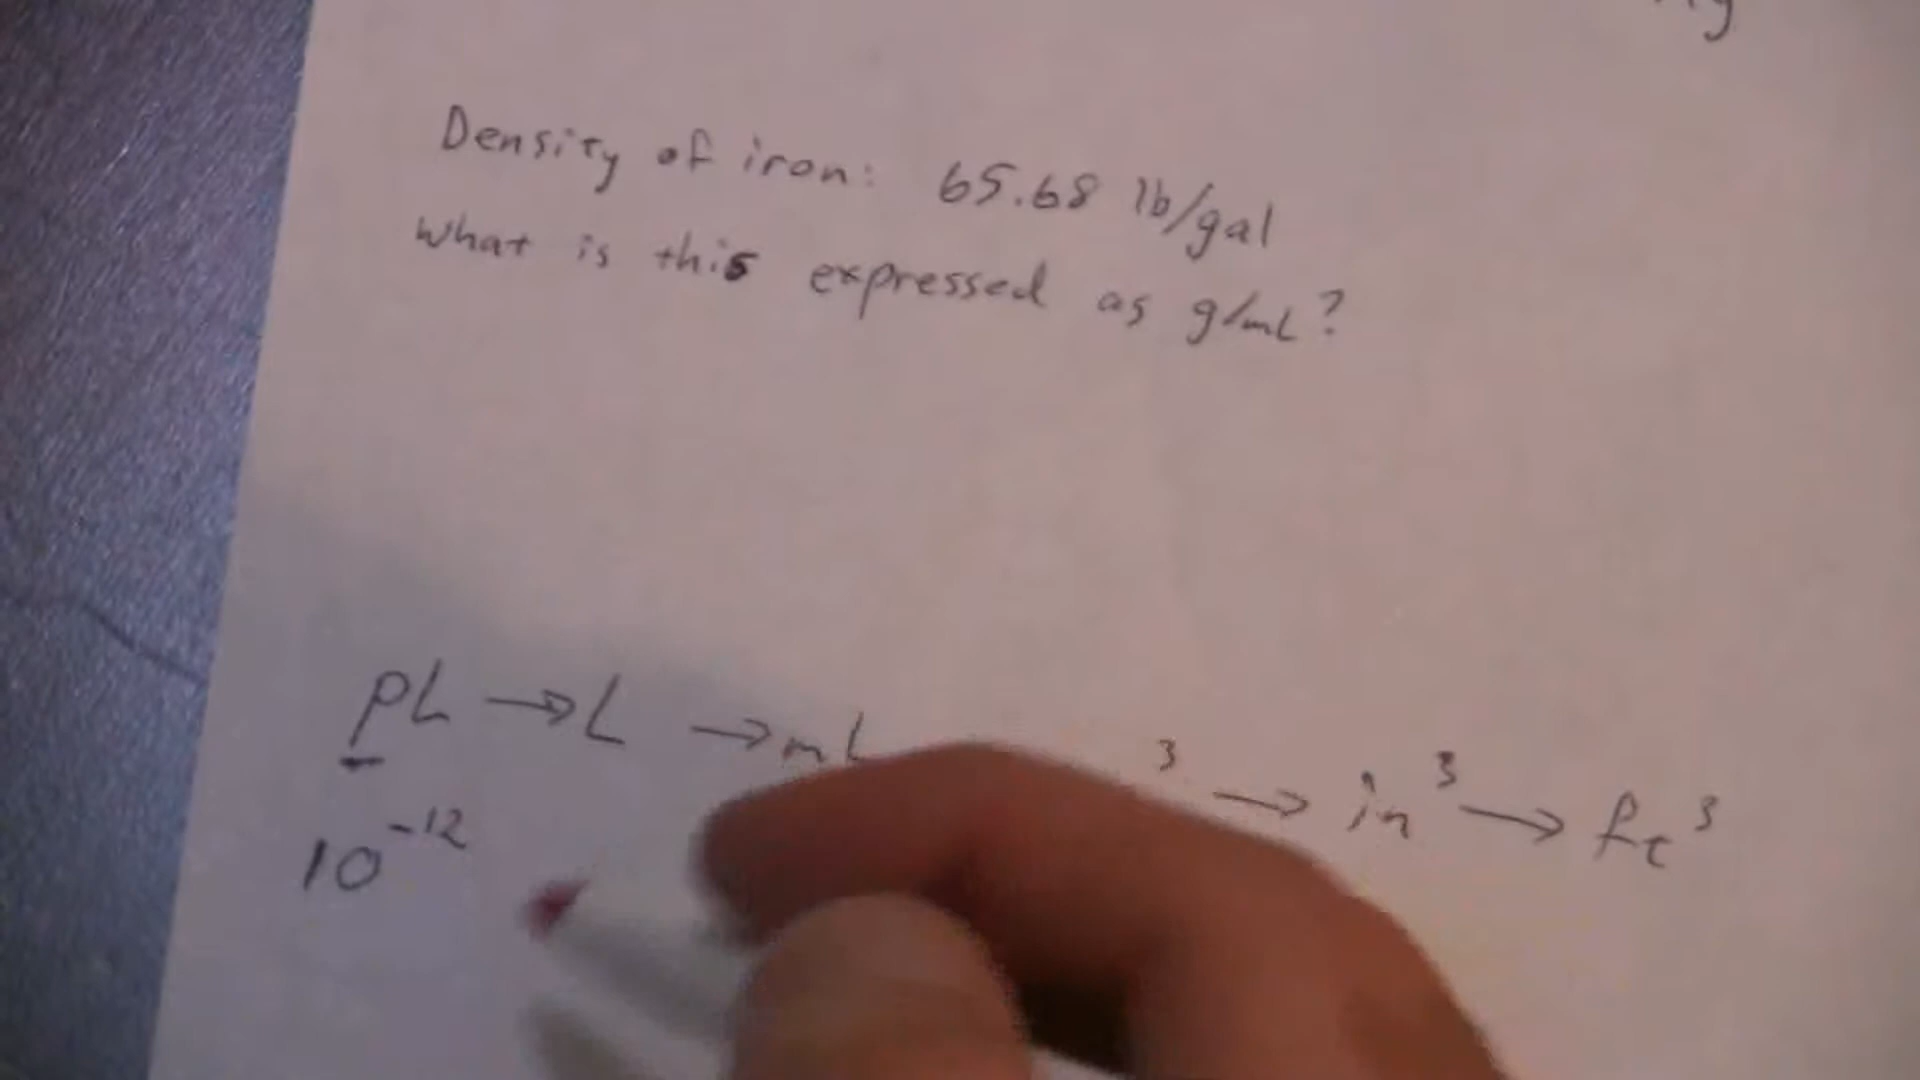 Density of iron: 65.68 lb/gal
What is this expressed as g/mL?
pL → L → mL 3 → in³ → ft³
10⁻¹²